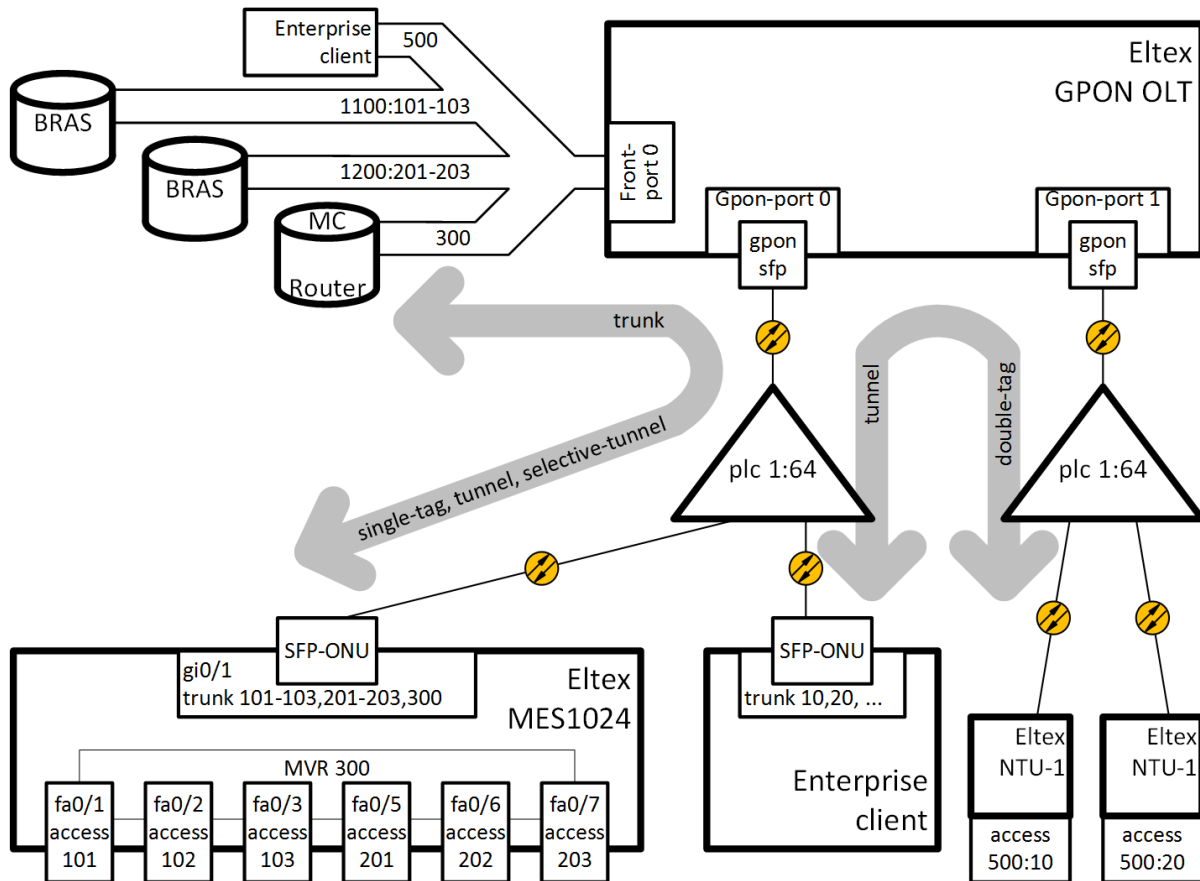 Enterprise
client
500
BRAS
1100:101-103
BRAS
1200:201-203
MC
Router
300
Eltex
GPON OLT
Front-
port 0
Gpon-port 0
gpon
sfp
Gpon-port 1
gpon
sfp
trunk
single-tag, tunnel, selective-tunnel
tunnel
double-tag
plc 1:64
plc 1:64
SFP-ONU
gi0/1
trunk 101-103,201-203,300
Eltex
MES1024
MVR 300
fa0/1
access
101
fa0/2
access
102
fa0/3
access
103
fa0/5
access
201
fa0/6
access
202
fa0/7
access
203
SFP-ONU
trunk 10,20, ...
Enterprise
client
Eltex
NTU-1
access
500:10
Eltex
NTU-1
access
500:20